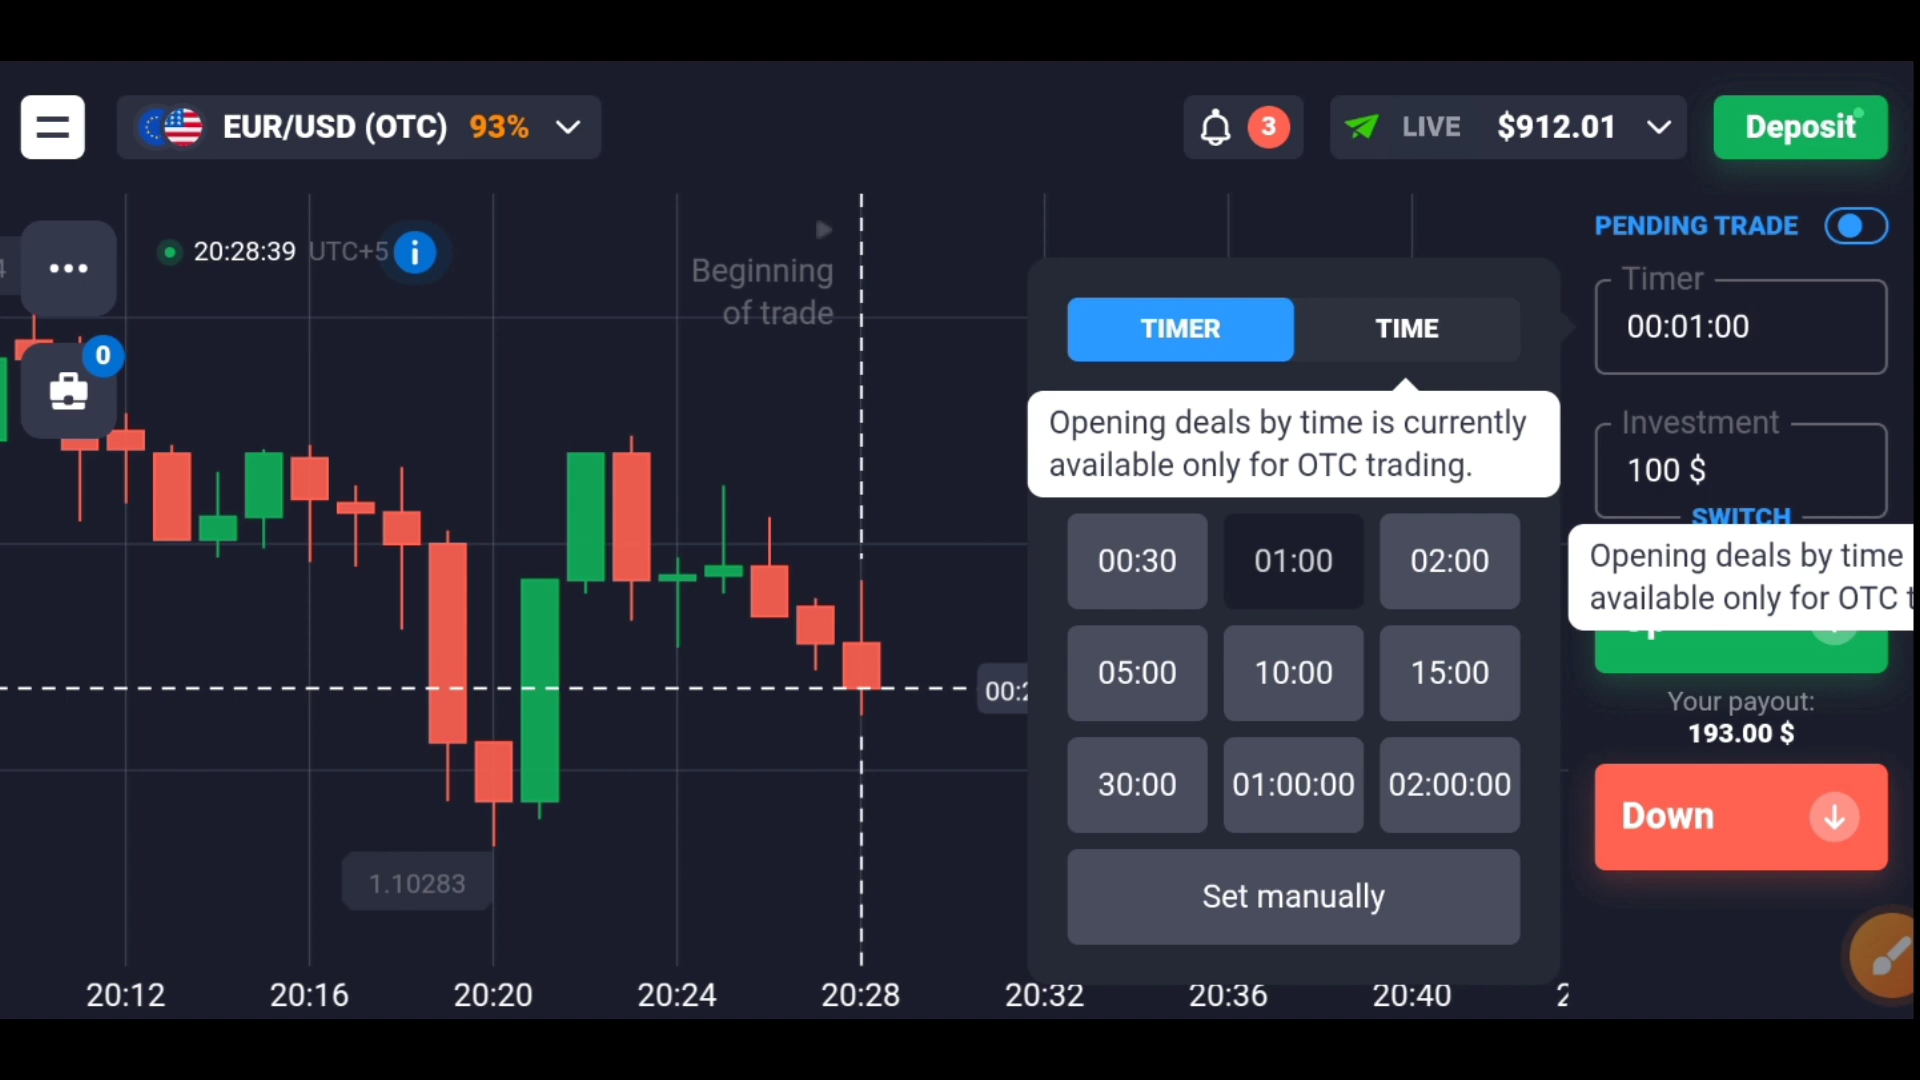 EUR/USD (OTC) 93%
3
LIVE $912.01
Deposit
20:28:39 UTC+5
Beginning
of trade
PENDING TRADE
Timer
00:01:00
TIMER
TIME
Opening deals by time is currently
available only for OTC trading.
Investment
100 $
SWITCH
Opening deals by time
available only for OTC t
0
00:30
01:00
02:00
05:00
10:00
15:00
30:00
01:00:00
02:00:00
Set manually
00:2
Your payout:
193.00 $
Down
1.10283
20:12
20:16
20:20
20:24
20:28
20:32
20:36
20:40
2